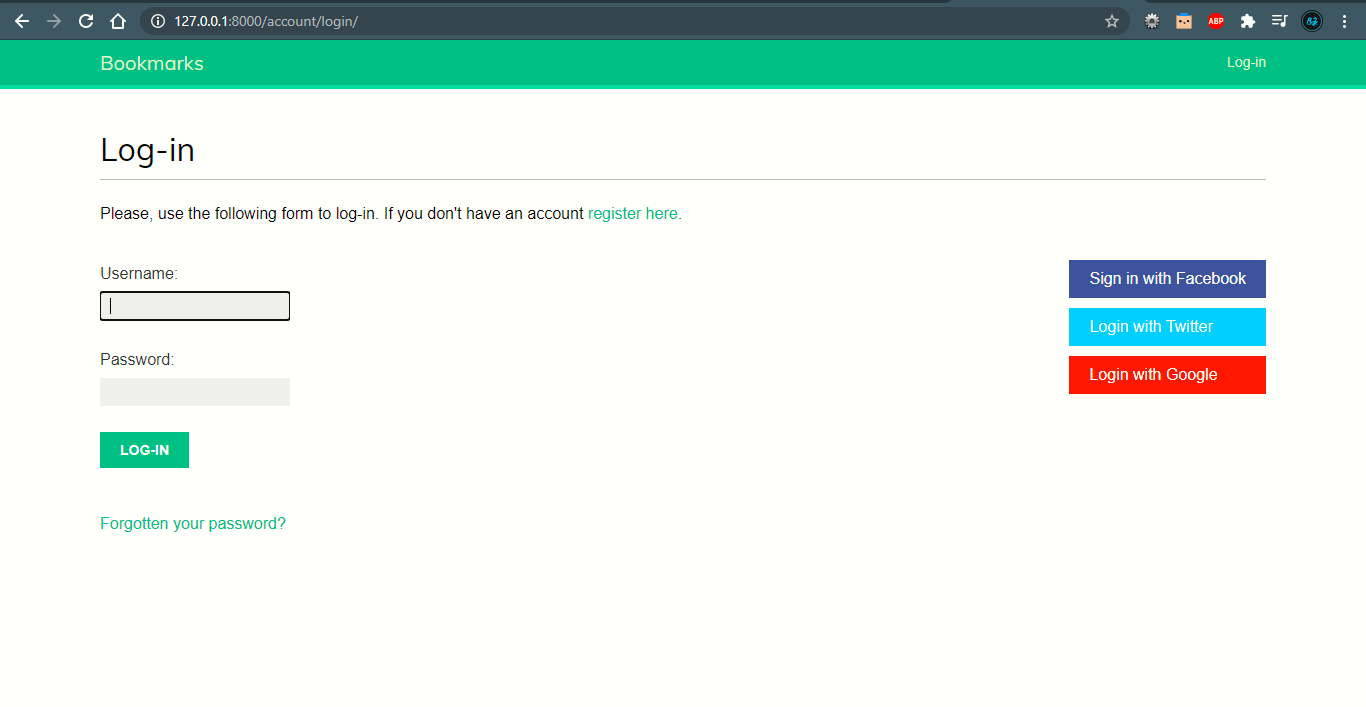 127.0.0.1:8000/account/login/
ABP
Bookmarks
Log-in
Log-in
Please, use the following form to log-in. If you don't have an account register here.
Username:
Sign in with Facebook
Login with Twitter
Password:
Login with Google
LOG-IN
Forgotten your password?